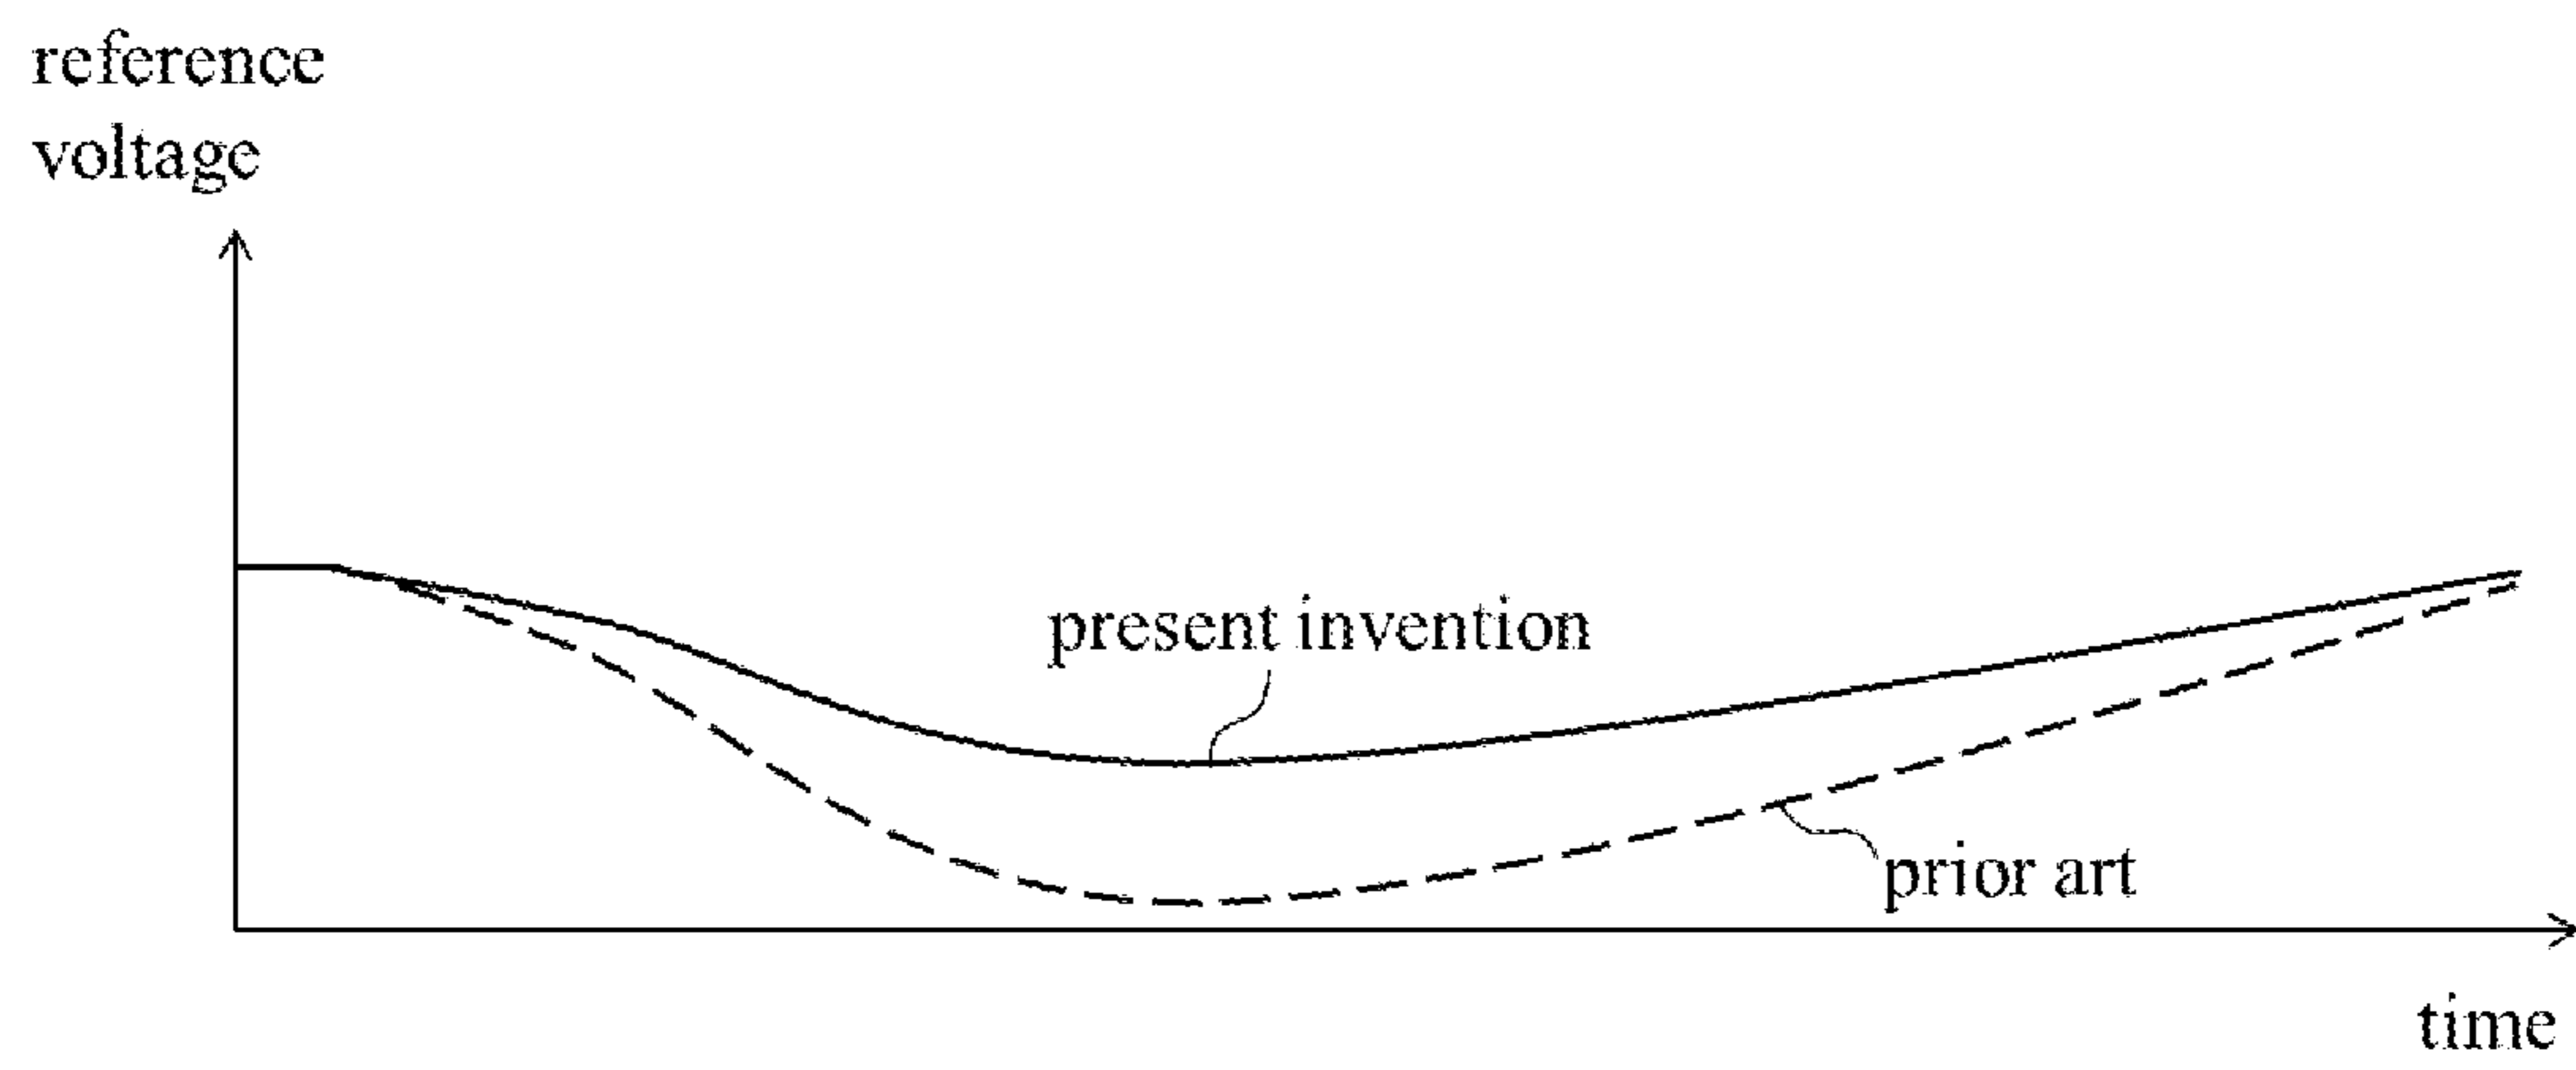 reference
voltage
present invention
prior art
time